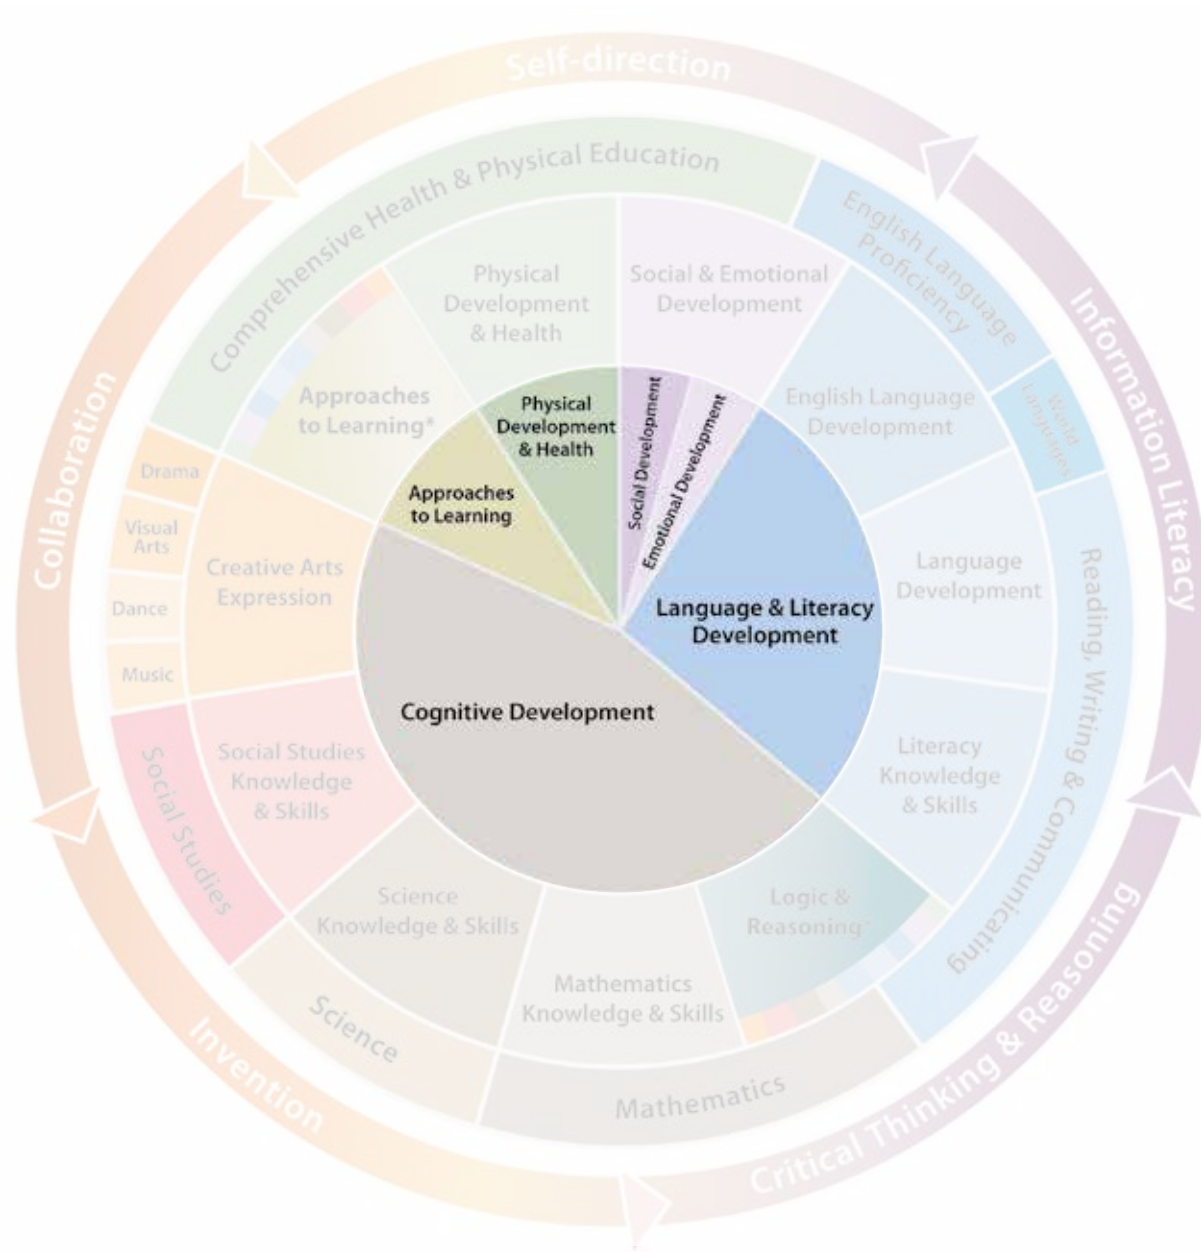 Self-direction
Information Literacy
Critical Thinking & Reasoning
Invention
Collaboration
Comprehensive Health & Physical Education
English Language
Proficiency
World
Languages
Reading, Writing & Communicating
Mathematics
Science
Social Studies
Music
Dance
Visual
Arts
Drama
Physical
Development
& Health
Social & Emotional
Development
English Language
Development
Language
Development
Literacy
Knowledge
& Skills
Logic &
Reasoning*
Mathematics
Knowledge & Skills
Science
Knowledge & Skills
Social Studies
Knowledge
& Skills
Creative Arts
Expression
Approaches
to Learning*
Physical
Development
& Health
Social Development
Emotional Development
Language & Literacy
Development
Cognitive Development
Approaches
to Learning